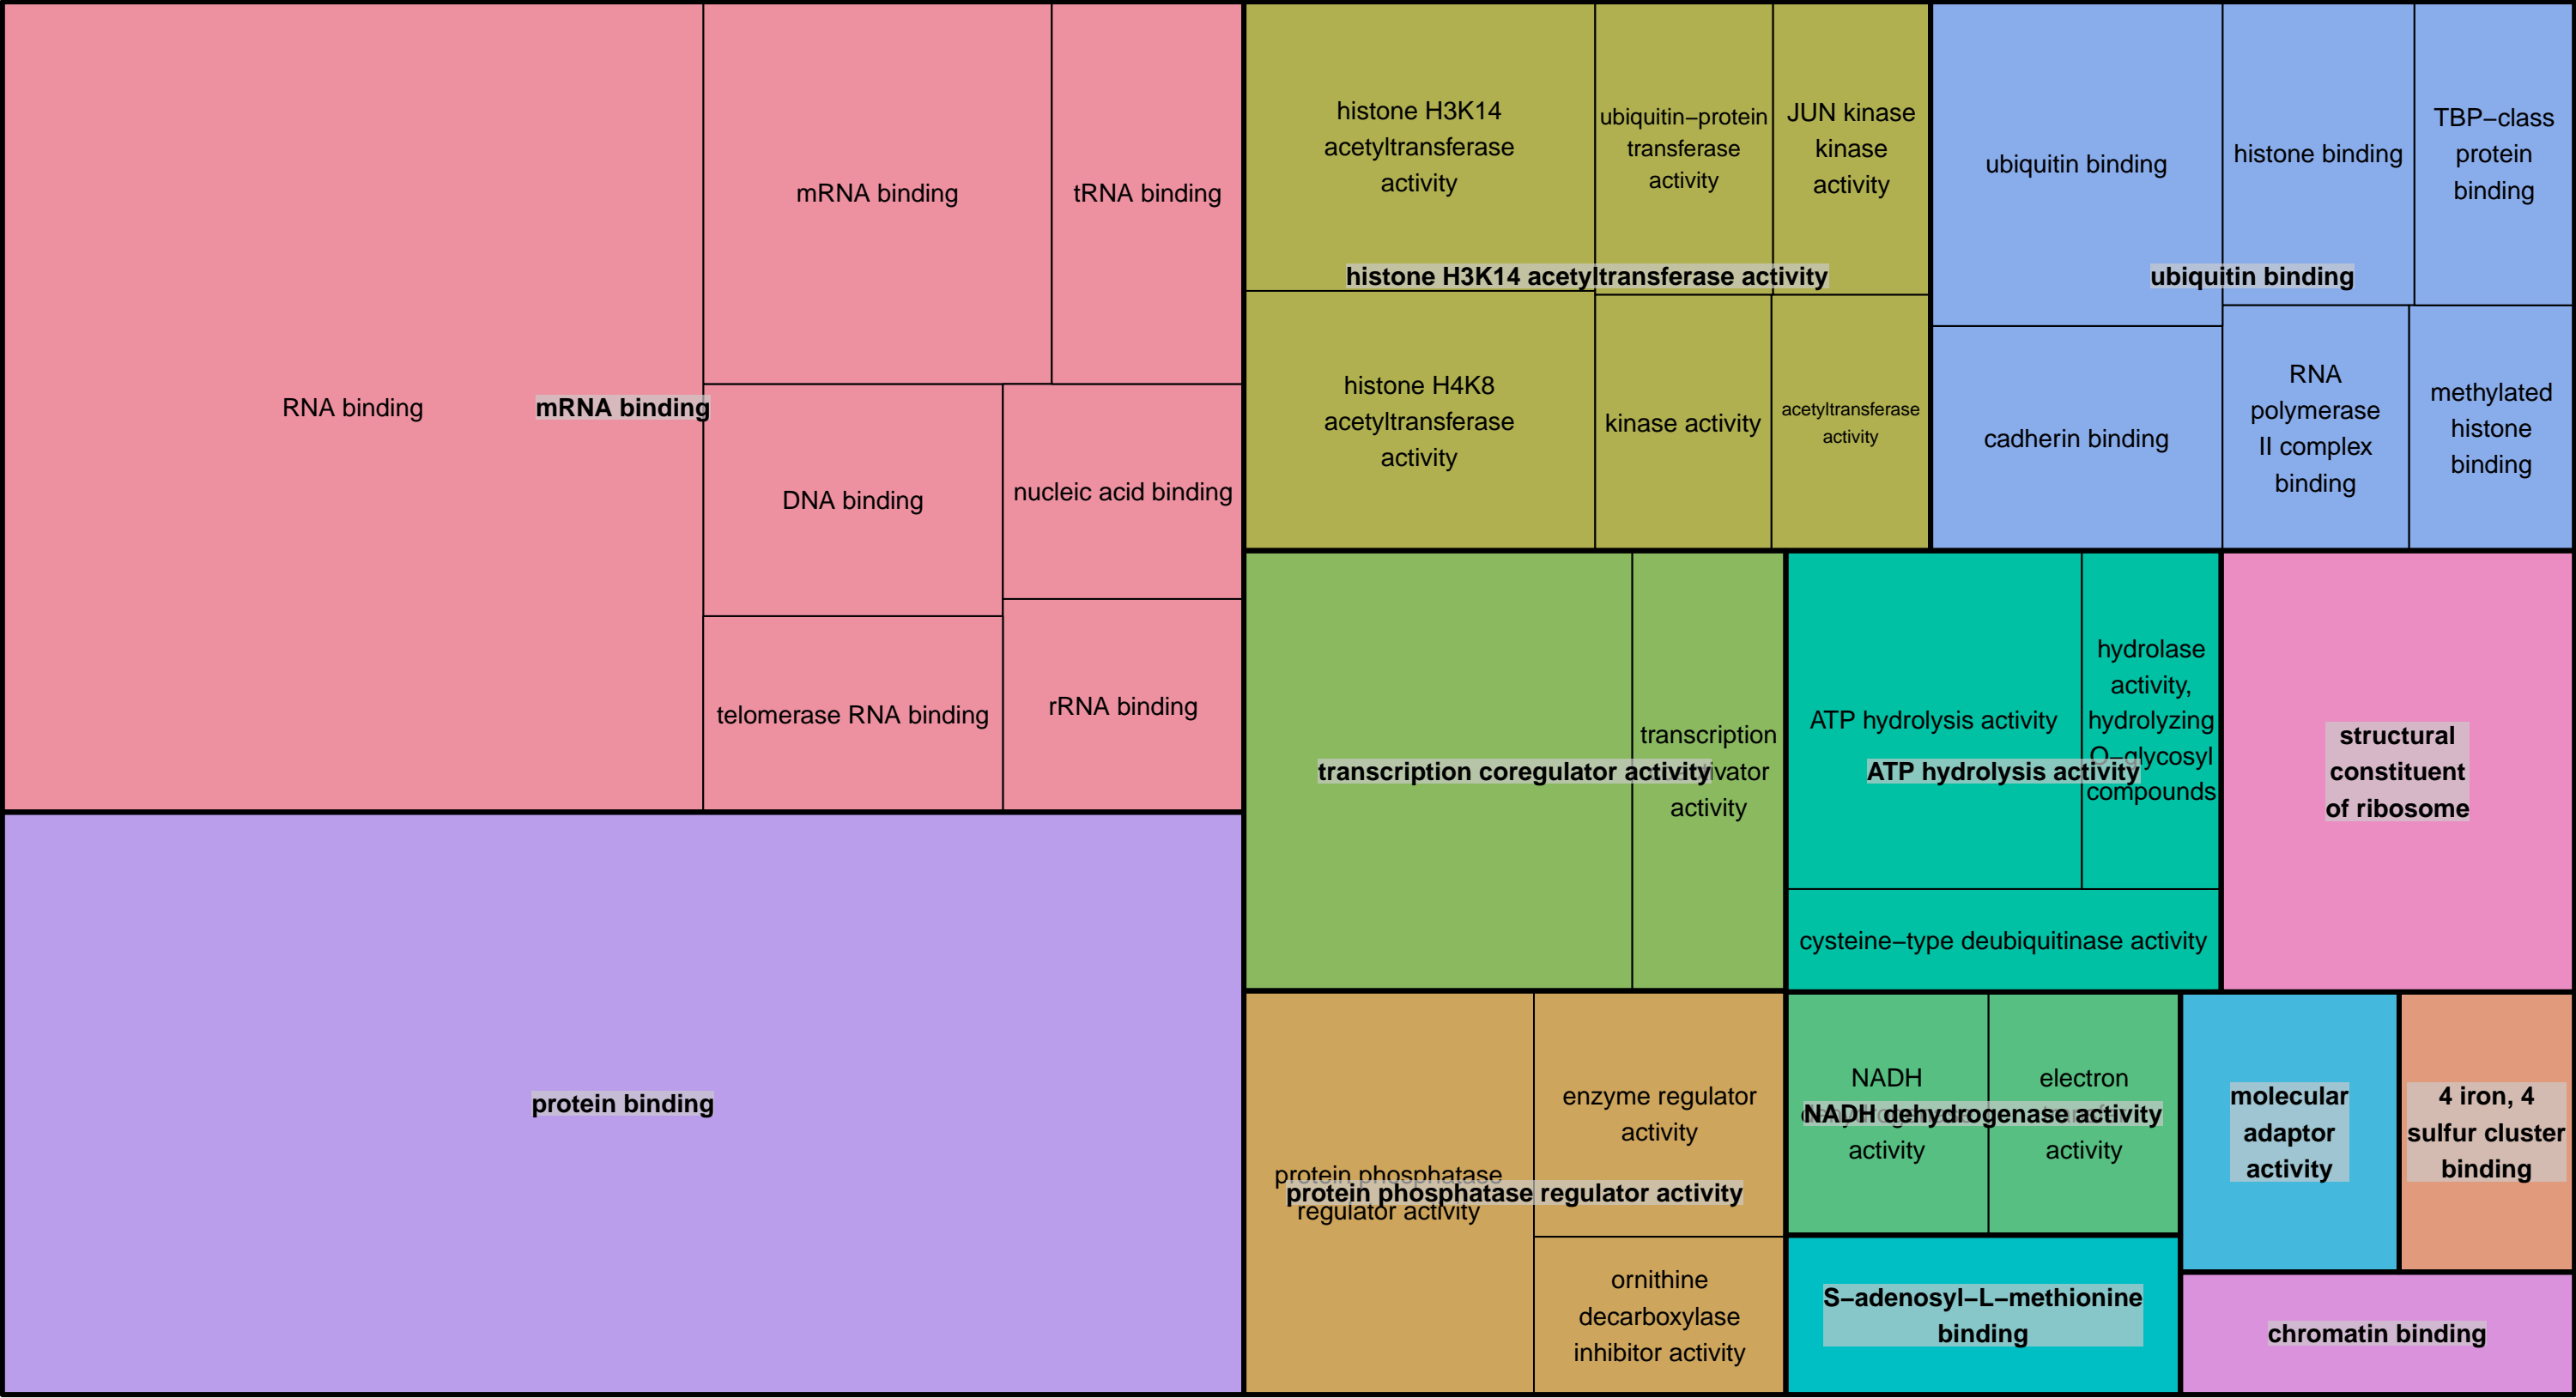 RNA binding
mRNA binding
mRNA binding
tRNA binding
DNA binding
nucleic acid binding
telomerase RNA binding
rRNA binding
protein binding
histone H3K14
acetyltransferase
activity
ubiquitin−protein
transferase
activity
JUN kinase
kinase
activity
histone H3K14 acetyltransferase activity
histone H4K8
acetyltransferase
activity
kinase activity
acetyltransferase
activity
ubiquitin binding
histone binding
TBP−class
protein
binding
ubiquitin binding
cadherin binding
RNA
polymerase
II complex
binding
methylated
histone
binding
transcription coregulator activity
transcription
activity
ATP hydrolysis activity
ATP hydrolysis activity
hydrolase
activity,
hydrolyzing
O−glycosyl
compounds
cysteine−type deubiquitinase activity
structural
constituent
of ribosome
protein phosphatase
regulator activity
protein phosphatase regulator activity
enzyme regulator
activity
ornithine
decarboxylase
inhibitor activity
NADH
activity
NADH dehydrogenase activity
electron
activity
S−adenosyl−L−methionine
binding
molecular
adaptor
activity
4 iron, 4
sulfur cluster
binding
chromatin binding